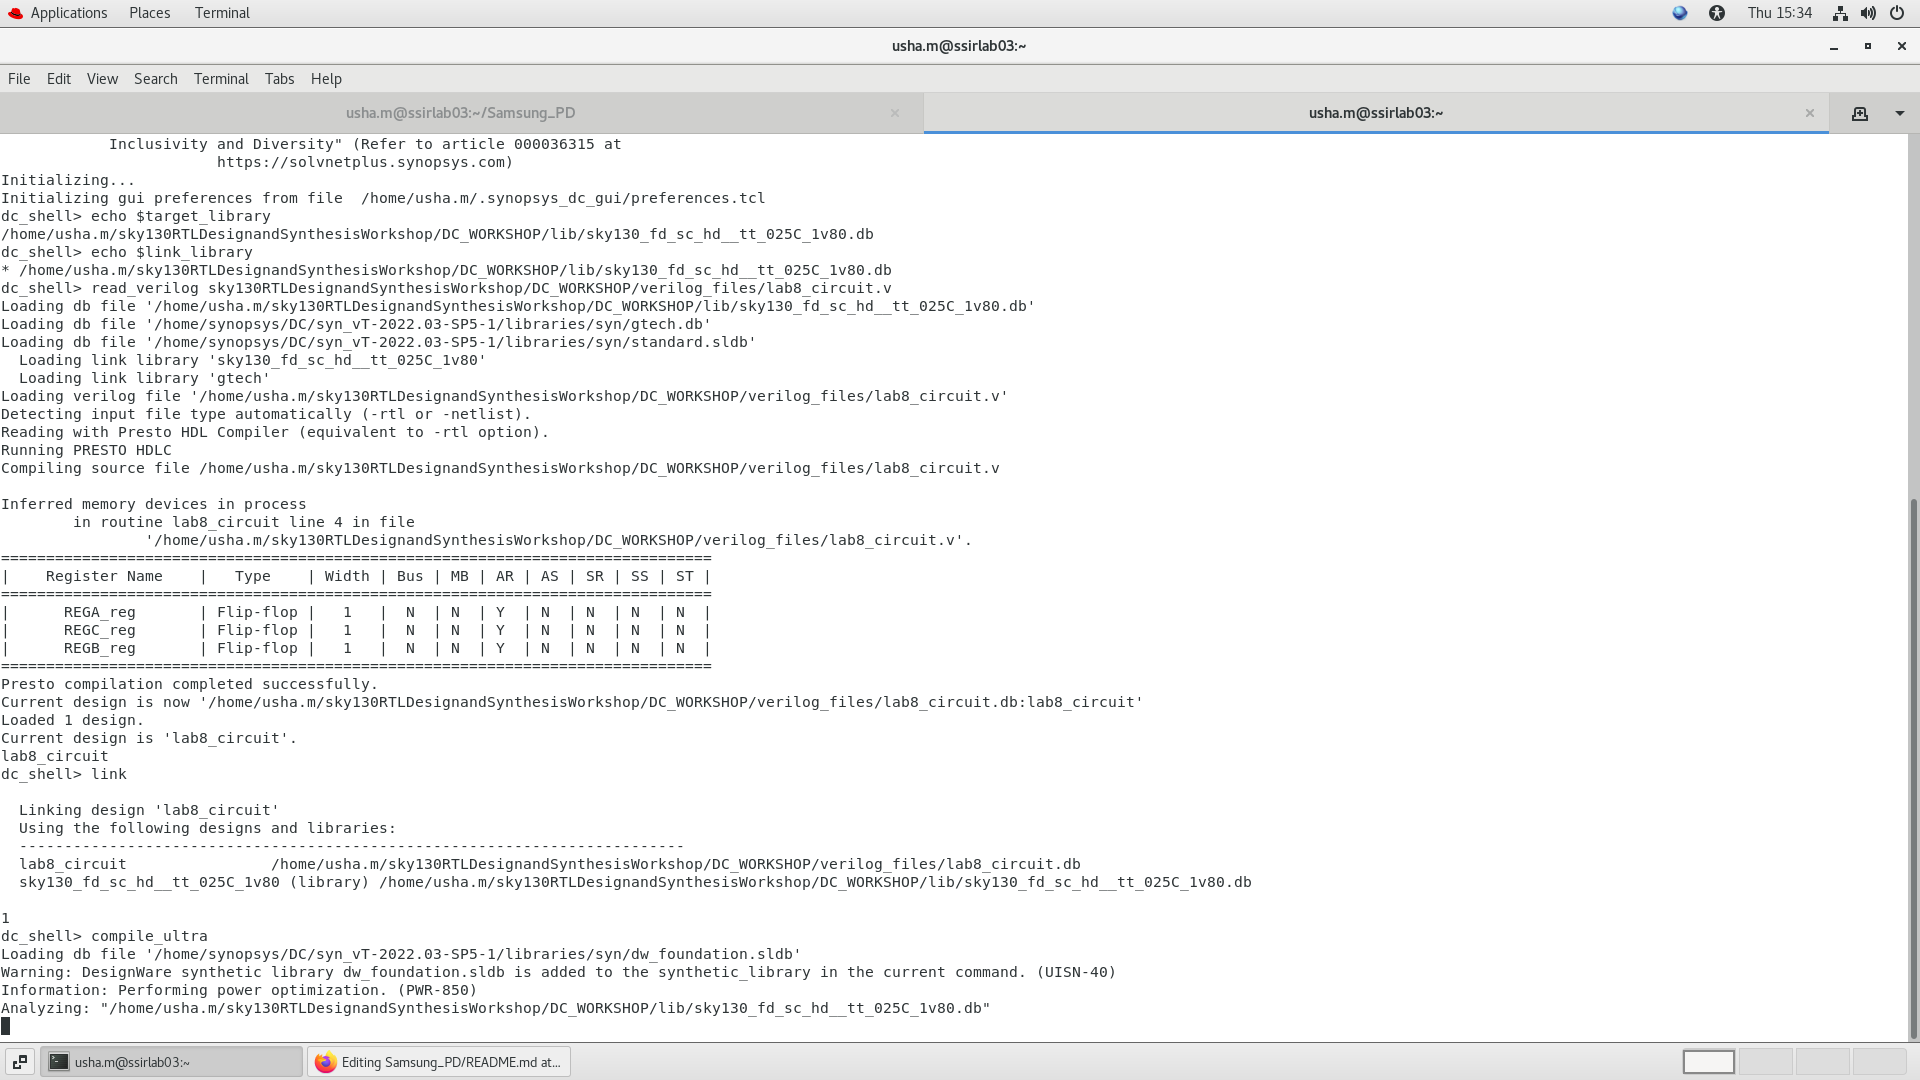 Applications Places Terminal Thu 15:34
usha.m@ssirlab03:~
File Edit View Search Terminal Tabs Help
usha.m@ssirlab03:~/Samsung_PD × usha.m@ssirlab03:~ ×
            Inclusivity and Diversity" (Refer to article 000036315 at
                        https://solvnetplus.synopsys.com)
Initializing...
Initializing gui preferences from file  /home/usha.m/.synopsys_dc_gui/preferences.tcl
dc_shell> echo $target_library
/home/usha.m/sky130RTLDesignandSynthesisWorkshop/DC_WORKSHOP/lib/sky130_fd_sc_hd__tt_025C_1v80.db
dc_shell> echo $link_library
* /home/usha.m/sky130RTLDesignandSynthesisWorkshop/DC_WORKSHOP/lib/sky130_fd_sc_hd__tt_025C_1v80.db
dc_shell> read_verilog sky130RTLDesignandSynthesisWorkshop/DC_WORKSHOP/verilog_files/lab8_circuit.v
Loading db file '/home/usha.m/sky130RTLDesignandSynthesisWorkshop/DC_WORKSHOP/lib/sky130_fd_sc_hd__tt_025C_1v80.db'
Loading db file '/home/synopsys/DC/syn_vT-2022.03-SP5-1/libraries/syn/gtech.db'
Loading db file '/home/synopsys/DC/syn_vT-2022.03-SP5-1/libraries/syn/standard.sldb'
  Loading link library 'sky130_fd_sc_hd__tt_025C_1v80'
  Loading link library 'gtech'
Loading verilog file '/home/usha.m/sky130RTLDesignandSynthesisWorkshop/DC_WORKSHOP/verilog_files/lab8_circuit.v'
Detecting input file type automatically (-rtl or -netlist).
Reading with Presto HDL Compiler (equivalent to -rtl option).
Running PRESTO HDLC
Compiling source file /home/usha.m/sky130RTLDesignandSynthesisWorkshop/DC_WORKSHOP/verilog_files/lab8_circuit.v
Inferred memory devices in process
        in routine lab8_circuit line 4 in file
                '/home/usha.m/sky130RTLDesignandSynthesisWorkshop/DC_WORKSHOP/verilog_files/lab8_circuit.v'.
===============================================================================
|    Register Name    |   Type    | Width | Bus | MB | AR | AS | SR | SS | ST |
===============================================================================
|      REGA_reg       | Flip-flop |   1   |  N  | N  | Y  | N  | N  | N  | N  |
|      REGC_reg       | Flip-flop |   1   |  N  | N  | Y  | N  | N  | N  | N  |
|      REGB_reg       | Flip-flop |   1   |  N  | N  | Y  | N  | N  | N  | N  |
===============================================================================
Presto compilation completed successfully.
Current design is now '/home/usha.m/sky130RTLDesignandSynthesisWorkshop/DC_WORKSHOP/verilog_files/lab8_circuit.db:lab8_circuit'
Loaded 1 design.
Current design is 'lab8_circuit'.
lab8_circuit
dc_shell> link
  Linking design 'lab8_circuit'
  Using the following designs and libraries:
  --------------------------------------------------------------------------
  lab8_circuit                /home/usha.m/sky130RTLDesignandSynthesisWorkshop/DC_WORKSHOP/verilog_files/lab8_circuit.db
  sky130_fd_sc_hd__tt_025C_1v80 (library) /home/usha.m/sky130RTLDesignandSynthesisWorkshop/DC_WORKSHOP/lib/sky130_fd_sc_hd__tt_025C_1v80.db
1
dc_shell> compile_ultra
Loading db file '/home/synopsys/DC/syn_vT-2022.03-SP5-1/libraries/syn/dw_foundation.sldb'
Warning: DesignWare synthetic library dw_foundation.sldb is added to the synthetic_library in the current command. (UISN-40)
Information: Performing power optimization. (PWR-850)
Analyzing: "/home/usha.m/sky130RTLDesignandSynthesisWorkshop/DC_WORKSHOP/lib/sky130_fd_sc_hd__tt_025C_1v80.db"
usha.m@ssirlab03:~ Editing Samsung_PD/README.md at...